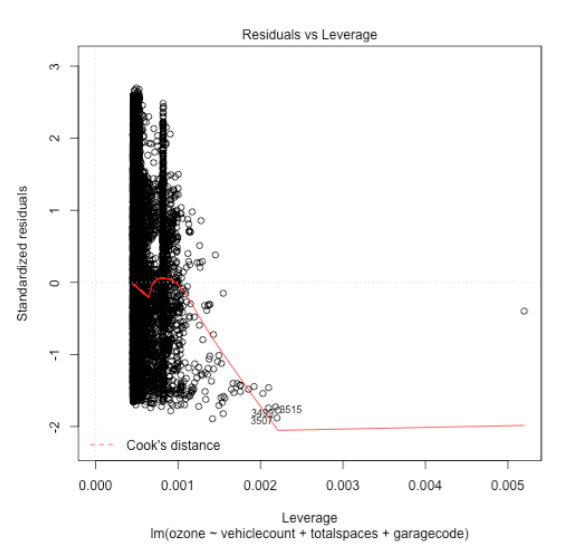 Residuals vs Leverage
3
2
1
0
-1
-2
Standardized residuals
3515
3507
Cook's distance
0.000 0.001 0.002 0.003 0.004 0.005
Leverage
lm(ozone ~ vehiclecount + totalspaces + garagecode)